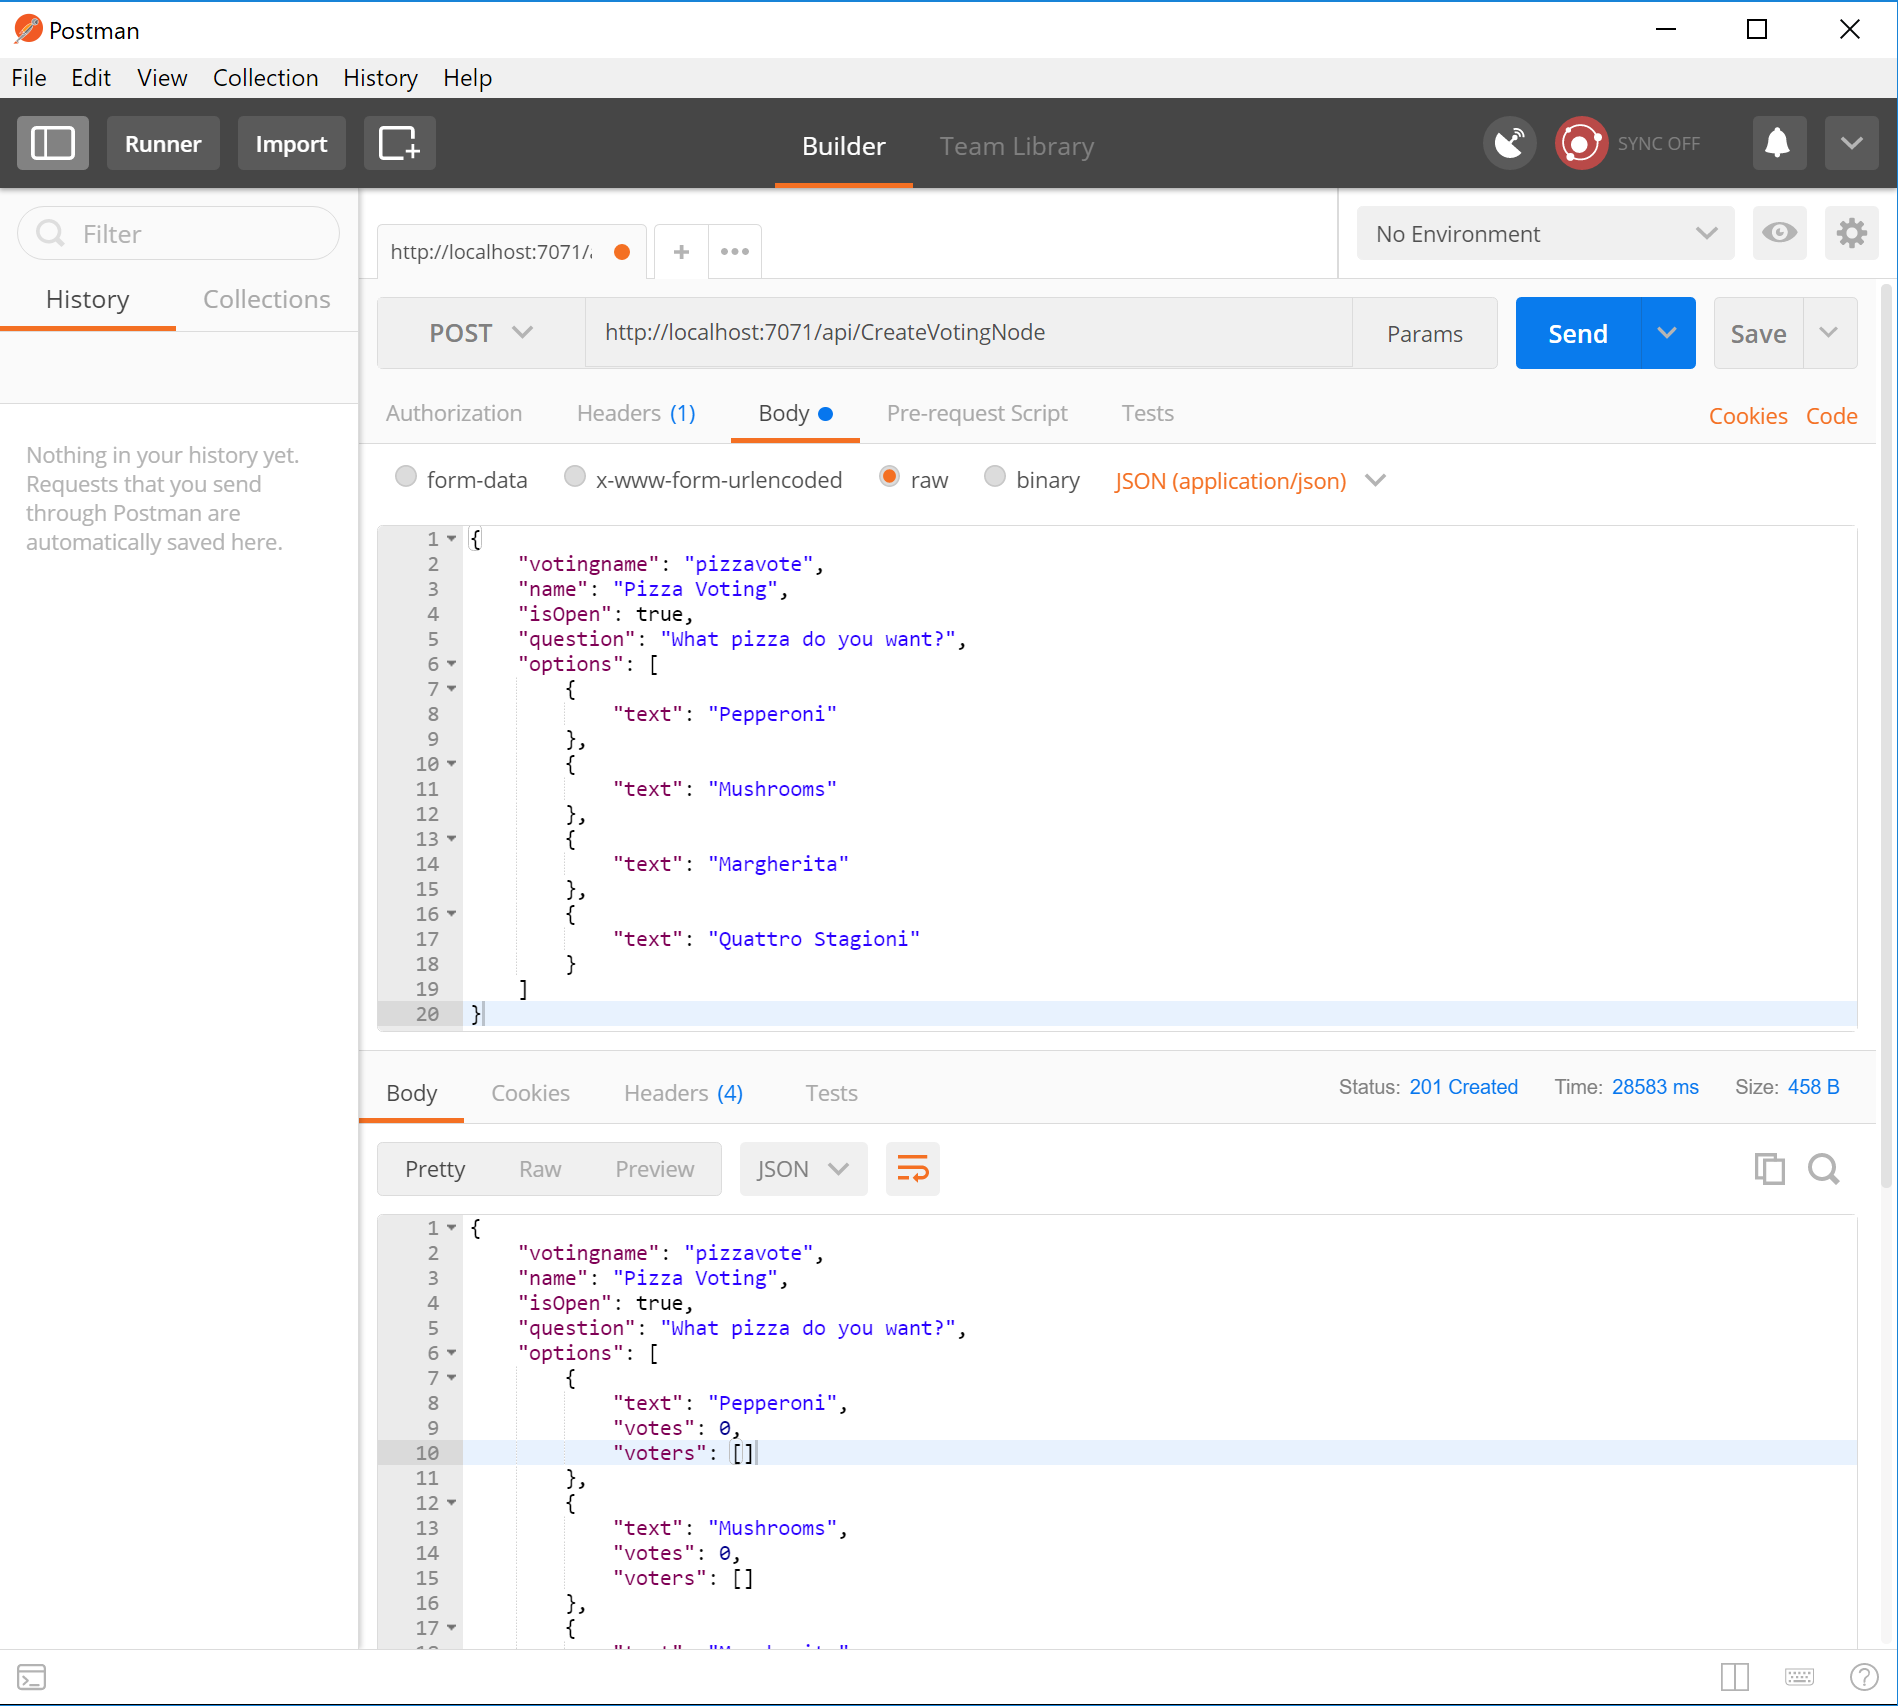 Postman
File Edit View Collection History Help
Runner Import Builder Team Library SYNC OFF
Filter
History Collections
Nothing in your history yet.
Requests that you send
through Postman are
automatically saved here.
http://localhost:7071/ No Environment
POST http://localhost:7071/api/CreateVotingNode Params Send Save
Authorization Headers (1) Body Pre-request Script Tests Cookies Code
form-data x-www-form-urlencoded raw binary JSON (application/json)
1 {
2 "votingname": "pizzavote",
3 "name": "Pizza Voting",
4 "isOpen": true,
5 "question": "What pizza do you want?",
6 "options": [
7 {
8 "text": "Pepperoni"
9 },
10 {
11 "text": "Mushrooms"
12 },
13 {
14 "text": "Margherita"
15 },
16 {
17 "text": "Quattro Stagioni"
18 }
19 ]
20 }
Body Cookies Headers (4) Tests Status: 201 Created Time: 28583 ms Size: 458 B
Pretty Raw Preview JSON
1 {
2 "votingname": "pizzavote",
3 "name": "Pizza Voting",
4 "isOpen": true,
5 "question": "What pizza do you want?",
6 "options": [
7 {
8 "text": "Pepperoni",
9 "votes": 0,
10 "voters": []
11 },
12 {
13 "text": "Mushrooms",
14 "votes": 0,
15 "voters": []
16 },
17 {